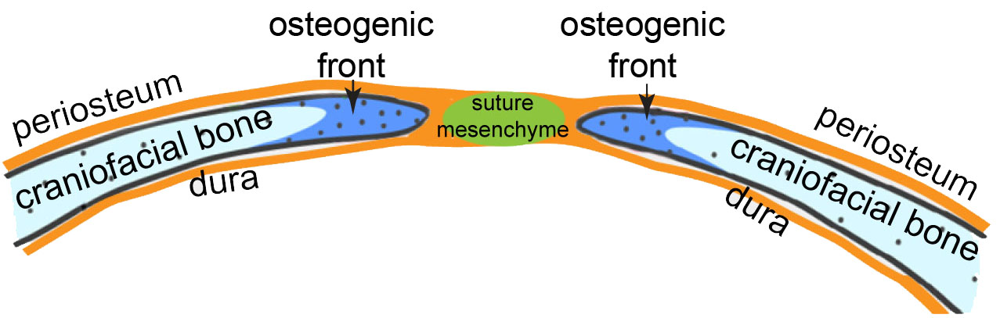 osteogenic
front
osteogenic
front
periosteum
craniofacial bone
dura
suture
mesenchyme
periosteum
craniofacial bone
dura